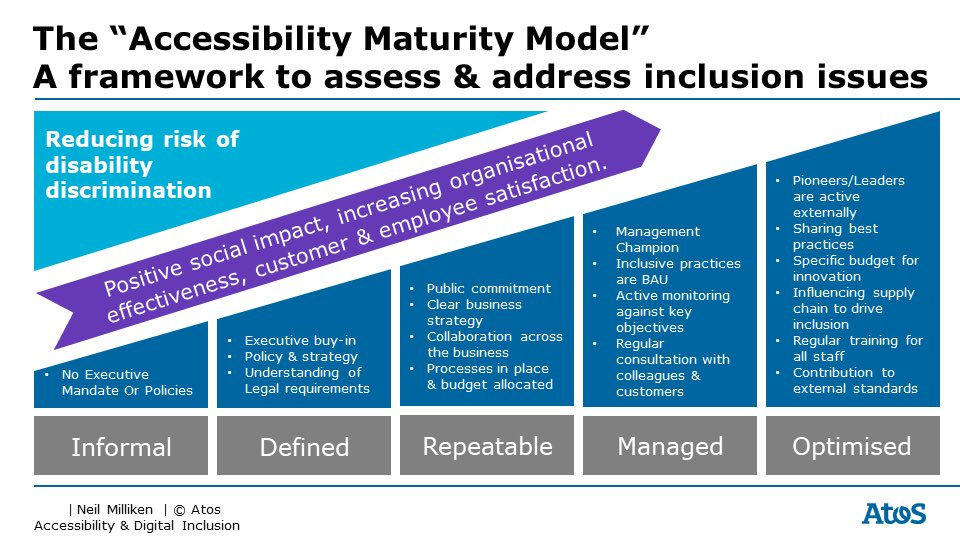 The “Accessibility Maturity Model”
A framework to assess & address inclusion issues
Reducing risk of
disability
discrimination
Positive social impact, increasing organisational
effectiveness, customer & employee satisfaction.
• No Executive
Mandate Or Policies
• Executive buy-in
• Policy & strategy
• Understanding of
Legal requirements
• Public commitment
• Clear business
strategy
• Collaboration across
the business
• Processes in place
& budget allocated
• Management
Champion
• Inclusive practices
are BAU
• Active monitoring
against key
objectives
• Regular
consultation with
colleagues &
customers
• Pioneers/Leaders
are active
externally
• Sharing best
practices
• Specific budget for
innovation
• Influencing supply
chain to drive
inclusion
• Regular training for
all staff
• Contribution to
external standards
Informal
Defined
Repeatable
Managed
Optimised
| Neil Milliken | © Atos
Accessibility & Digital Inclusion
Atos